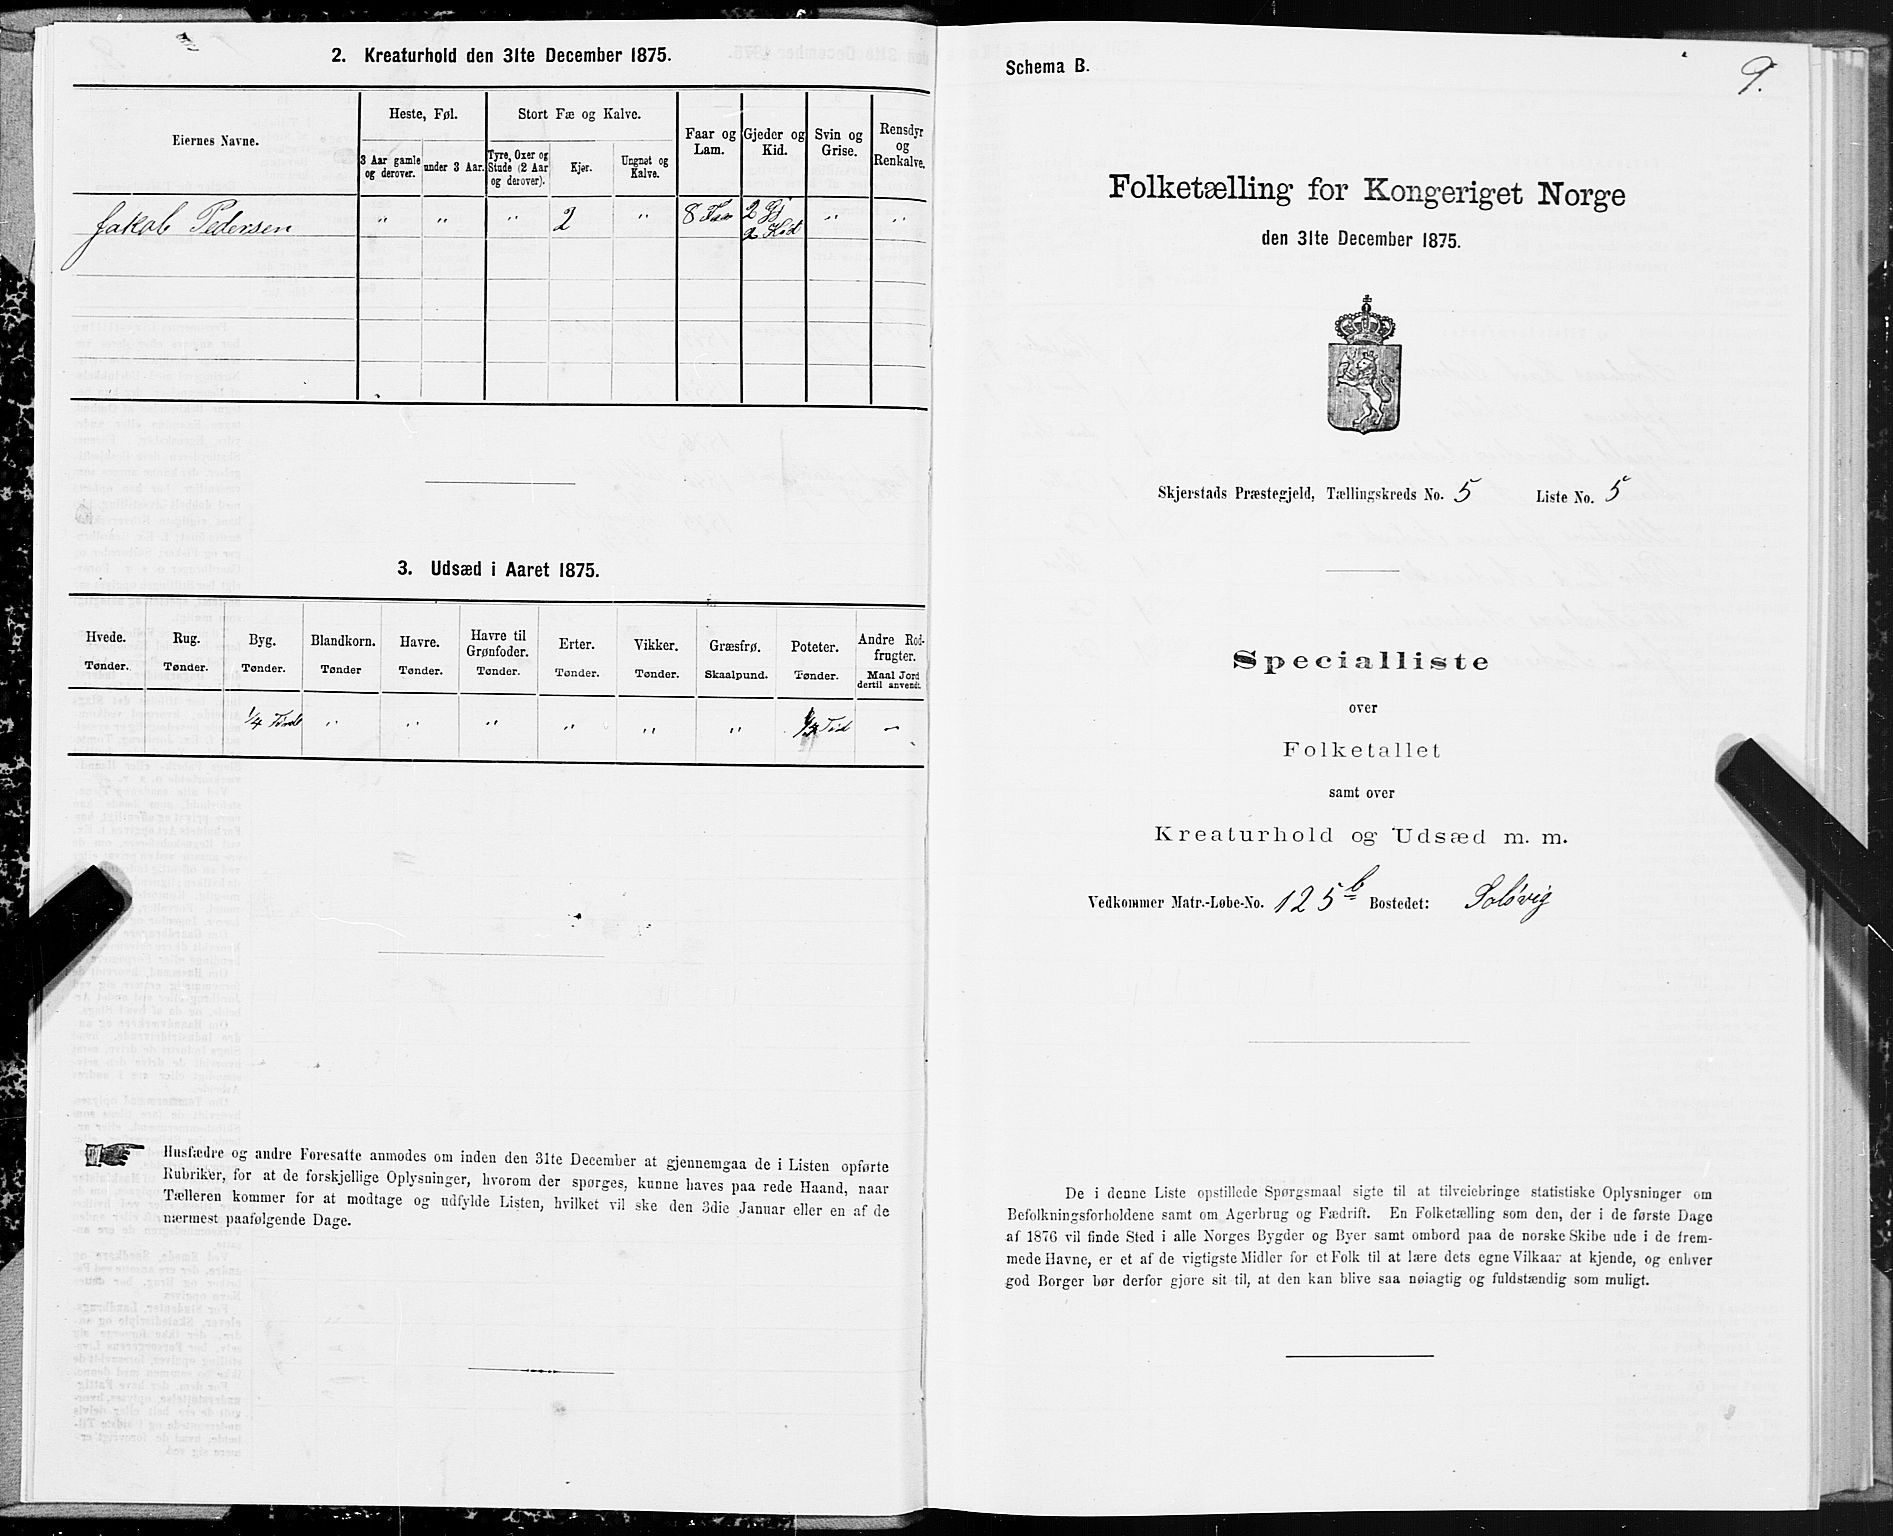 2. Kreaturhold den 31te December 1875.
Eiernes Navne.
Heste, Føl.
Stort Fæ og Kalve.
Faar og Lam.
Gjeder og Kid.
Svin og Grise.
Rensdyr og Renkalve.
3 Aar gamle og derover.
under 3 Aar.
Tyre, Oxer og Stude (2 Aar og derover).
Kjør.
Ungnøt og Kalve.
Jakob Pedersen " " " 2 " 8 Faar 2 Gj " "
2 Kid
3. Udsæd i Aaret 1875.
Hvede. Rug. Byg. Blandkorn. Havre. Havre til Grønfoder. Erter. Vikker. Græsfrø. Poteter. Andre Rodfrugter.
Tønder. Tønder. Tønder. Tønder Tønder. Tønder. Tønder. Tønder. Skaalpund. Tønder. Maal Jord dertil anvendt.
1/4 Tønde " " " " " " Tød —
Husfædre og andre Foresatte anmodes om inden den 31te December at gjennemgaa de i Listen opførte
Rubriker, for at de forskjellige Oplysninger, hvorom der spørges, kunne haves paa rede Haand, naar
Tælleren kommer for at modtage og udfylde Listen, hvilket vil ske den 3die Januar eller en af de
nærmest paafølgende Dage.
Schema B.
9.
Folketælling for Kongeriget Norge
den 31te December 1875.
Skjerstads Præstegjeld, Tællingskreds No. 5 Liste No. 5
Specialliste
over
Folketallet
samt over
Kreaturhold og Udsæd m. m.
Vedkommer Matr.-Løbe-No. 125 b Bostedet: Soløvig
De i denne Liste opstillede Spørgsmaal sigte til at tilveiebringe statistiske Oplysninger om
Befolkningsforholdene samt om Agerbrug og Fædrift. En Folketælling som den, der i de første Dage
af 1876 vil finde Sted i alle Norges Bygder og Byer samt ombord paa de norske Skibe ude i de frem-
mede Havne, er et af de vigtigste Midler for et Folk til at lære dets egne Vilkaar at kjende, og enhver
god Borger bør derfor gjøre sit til, at den kan blive saa nøiagtig og fuldstændig som muligt.